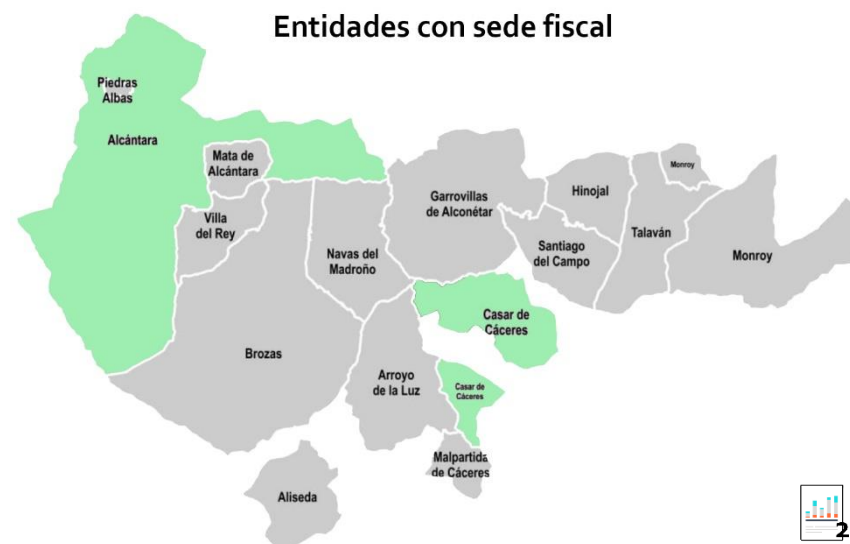 Entidades con sede fiscal
Piedras
Albas
Alcántara
Mata de
Alcántara
Villa
del Rey
Navas del
Madroño
Garrovillas
de Alconétar
Hinojal
Monroy
Santiago
del Campo
Talaván
Monroy
Casar de
Cáceres
Brozas
Arroyo
de la Luz
Casar de
Cáceres
Malpartida
de Cáceres
Aliseda
2